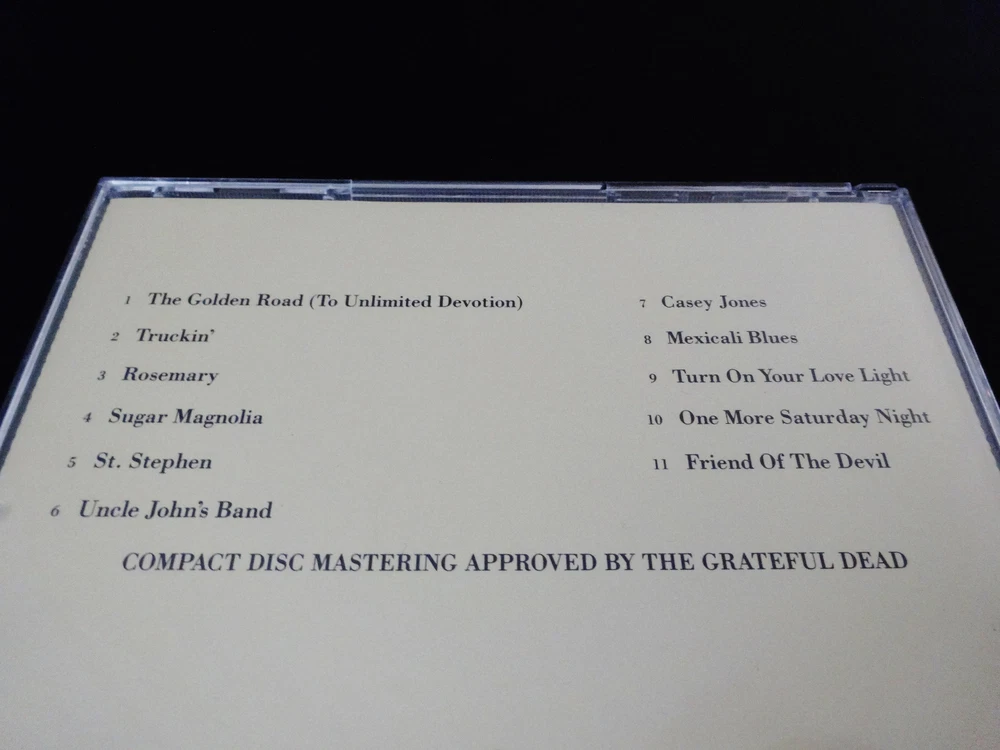 1 The Golden Road (To Unlimited Devotion)
2 Truckin'
3 Rosemary
4 Sugar Magnolia
5 St. Stephen
6 Uncle John's Band
7 Casey Jones
8 Mexicali Blues
9 Turn On Your Love Light
10 One More Saturday Night
11 Friend Of The Devil
COMPACT DISC MASTERING APPROVED BY THE GRATEFUL DEAD